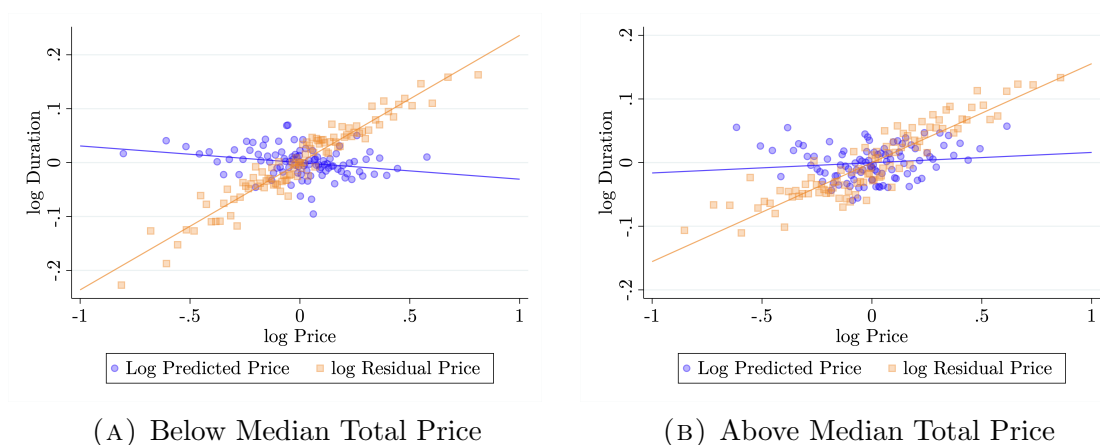 .2
.1
0
-.1
-.2
log Duration
-1
-.5
0
.5
1
log Price
Log Predicted Price
log Residual Price
(A) Below Median Total Price
.2
.1
0
-.1
-.2
log Duration
-1
-.5
0
.5
1
log Price
Log Predicted Price
log Residual Price
(B) Above Median Total Price